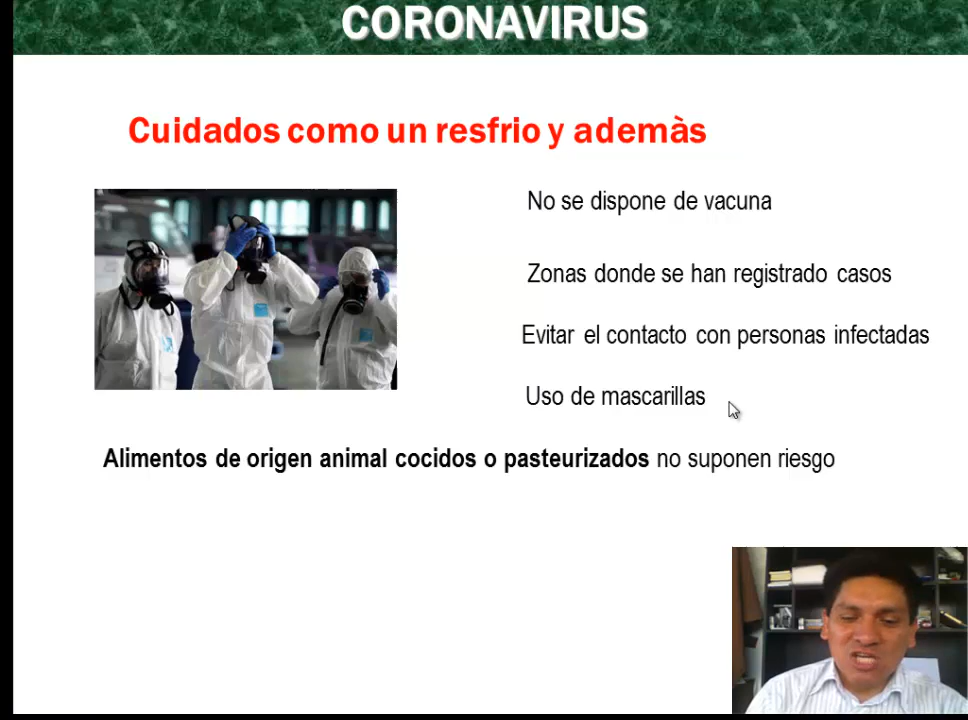 CORONAVIRUS
Cuidados como un resfrio y ademàs
No se dispone de vacuna
Zonas donde se han registrado casos
Evitar el contacto con personas infectadas
Uso de mascarillas
Alimentos de origen animal cocidos o pasteurizados no suponen riesgo